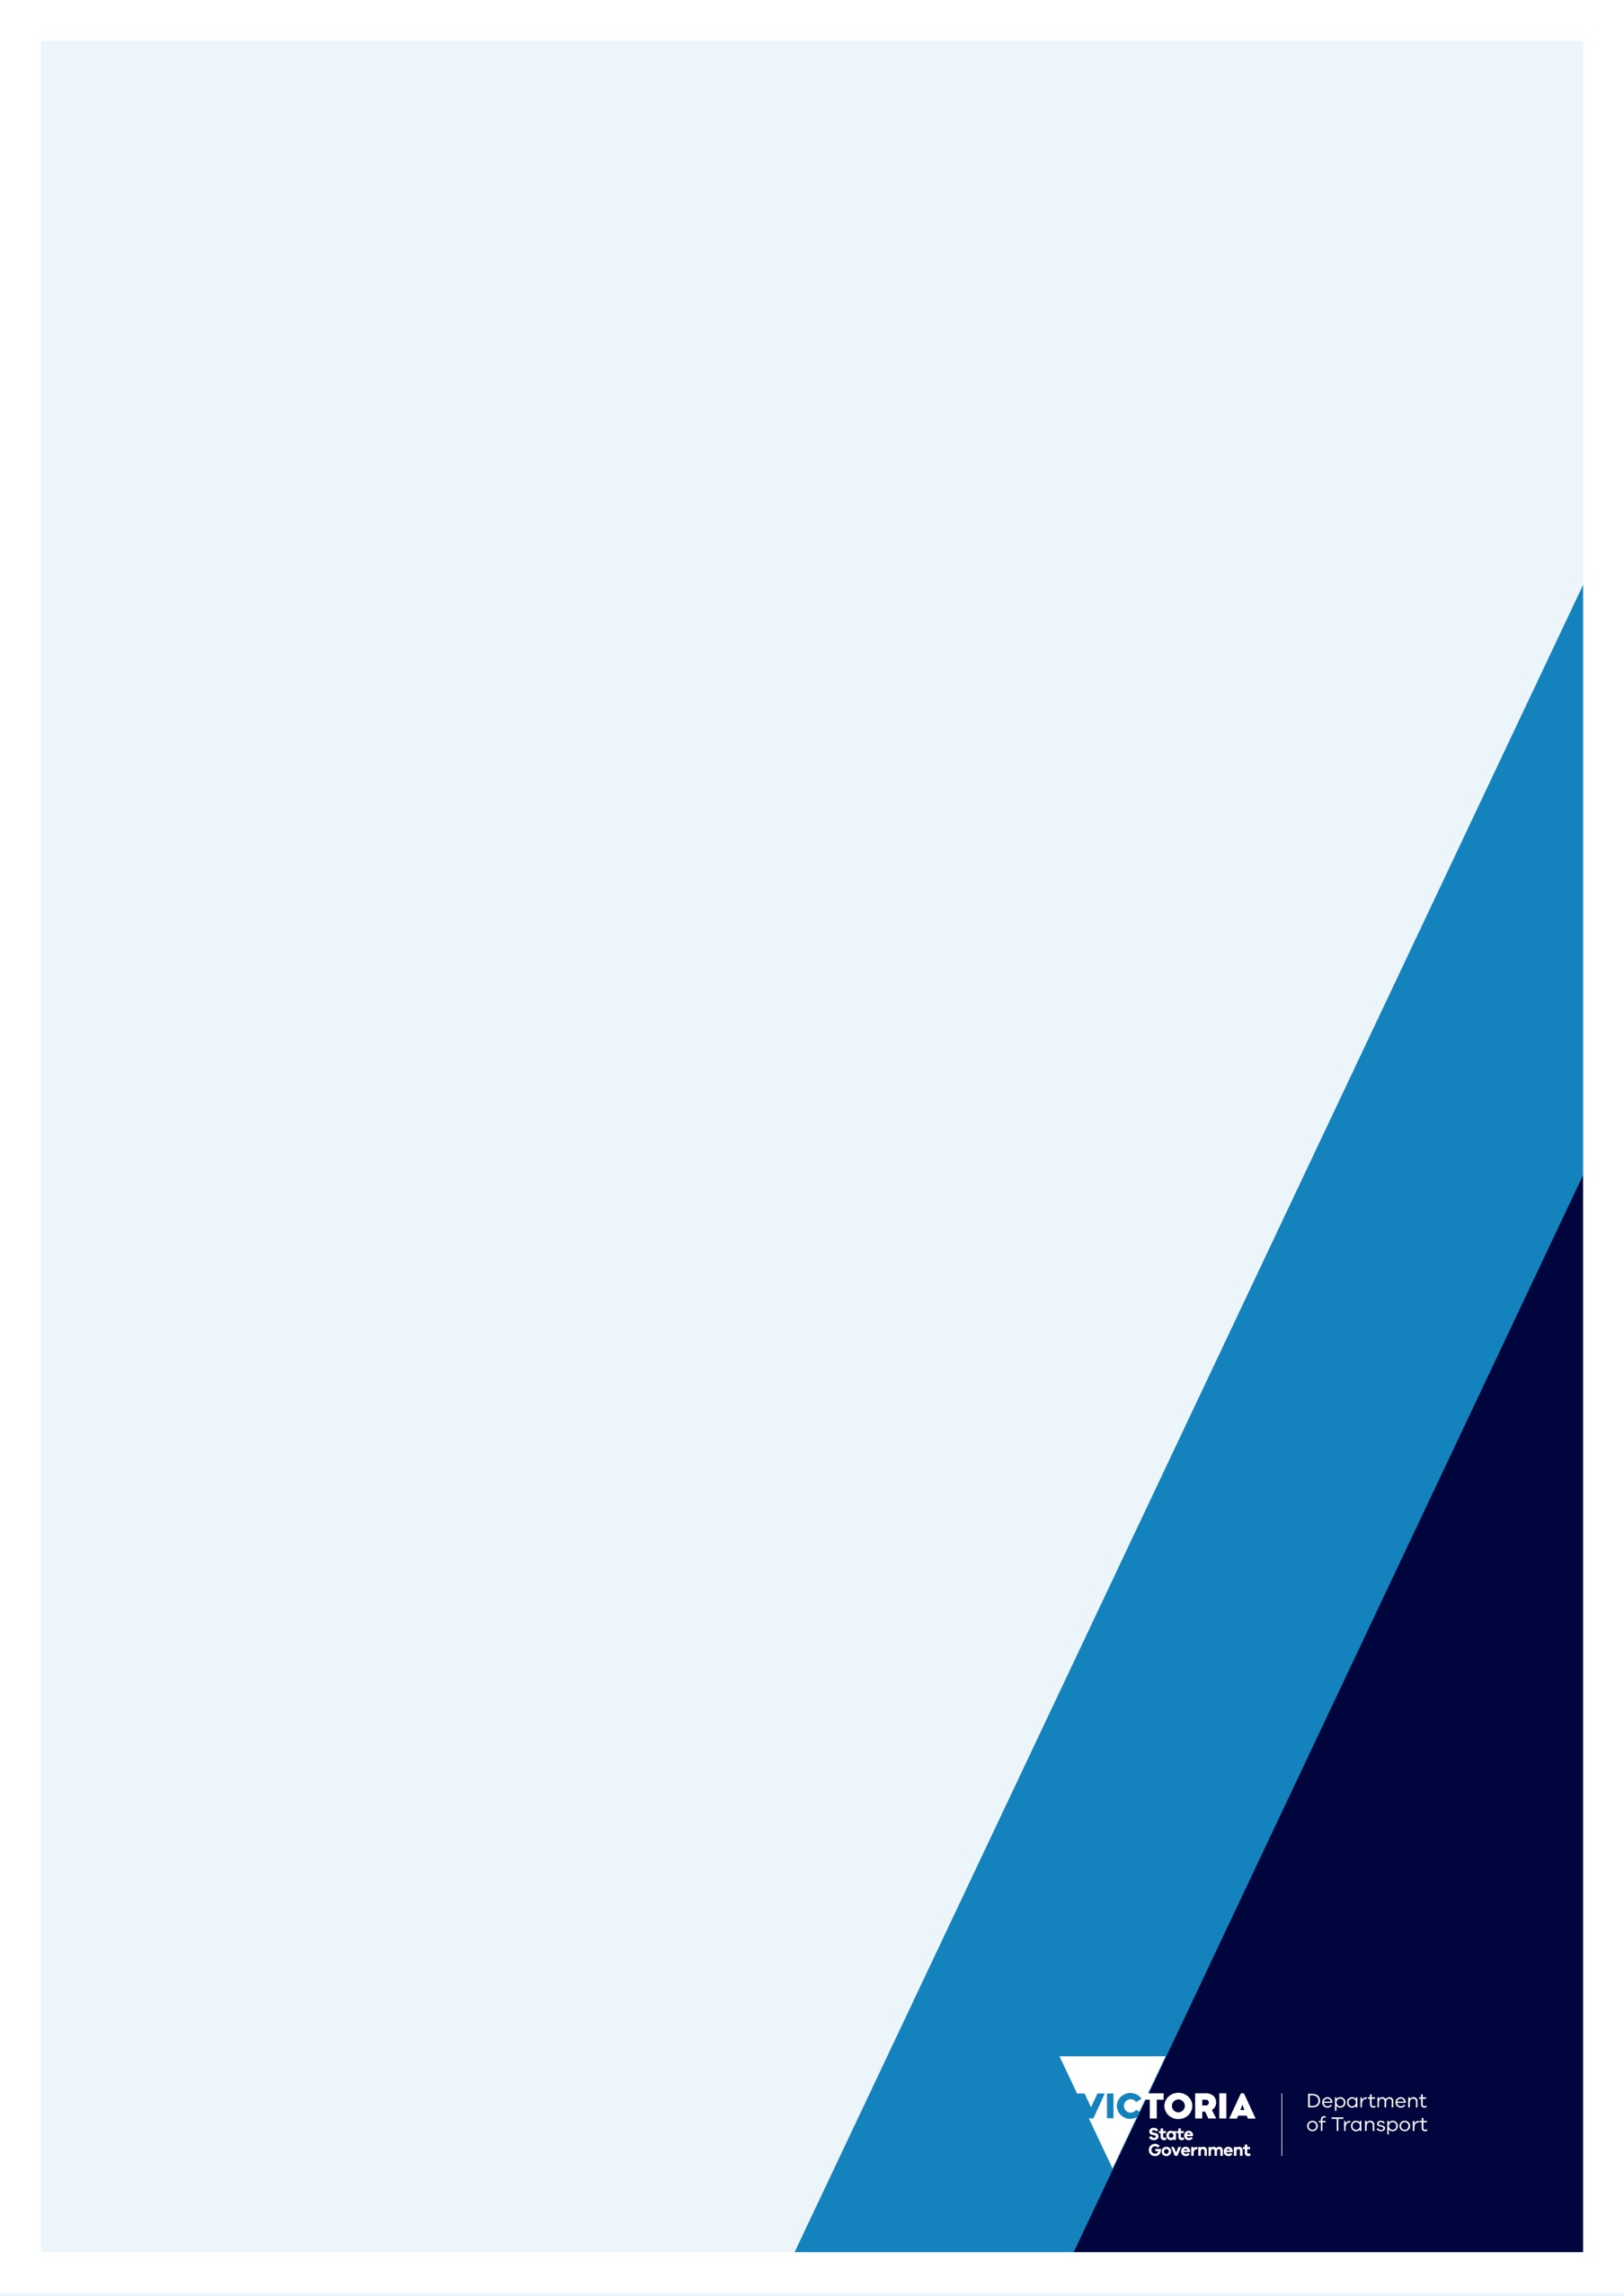 VICTORIA
State
Government
Department
of Transport